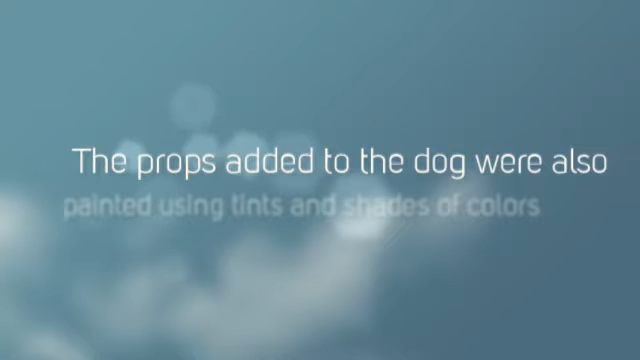 The props added to the dog were also
painted using tints and shades of colors